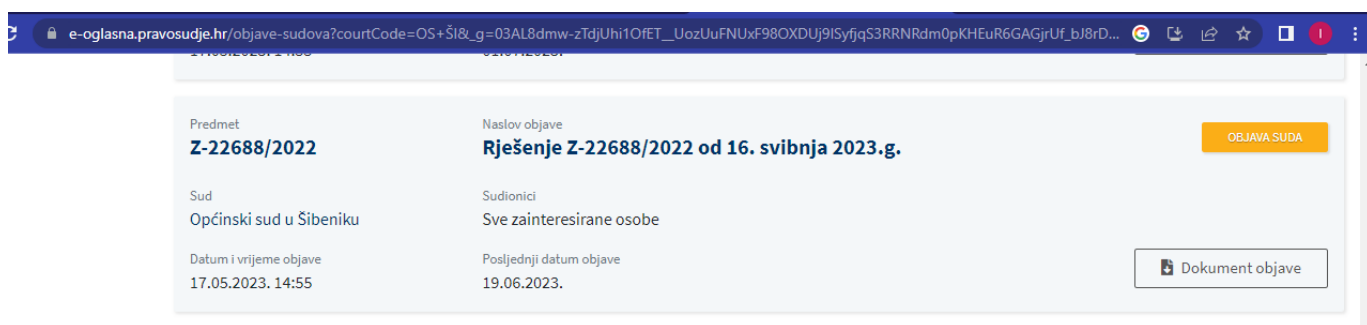 e-oglasna.pravosudje.hr/objave-sudova?courtCode=OS+ŠI&_g=03AL8dmw-zTdjUhi1OfET__UozUuFNUxF98OXDUj9ISyfjqS3RRNRdm0pKHEuR6GAGjrUf_bJ8rD... G I
Predmet Naslov objave
Z-22688/2022 Rješenje Z-22688/2022 od 16. svibnja 2023.g. OBJAVA SUDA
Sud Sudionici
Općinski sud u Šibeniku Sve zainteresirane osobe
Datum i vrijeme objave Posljednji datum objave
17.05.2023. 14:55 19.06.2023. Dokument objave